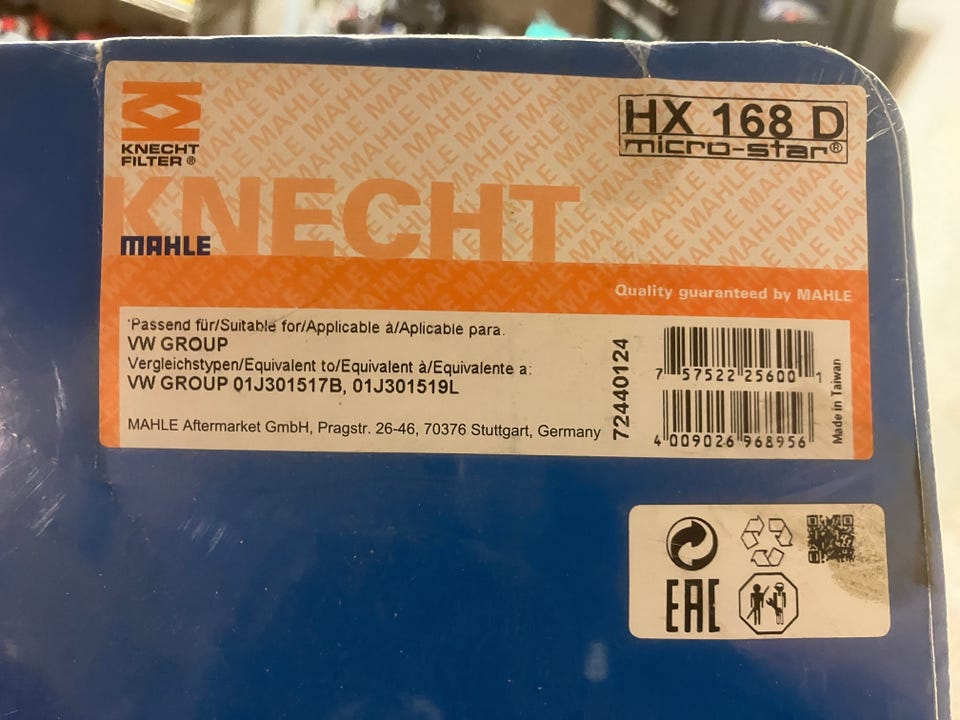 KNECHT
FILTER®
HX 168 D
micro-star®
KNECHT
MAHLE
Quality guaranteed by MAHLE
*Passend für/Suitable for/Applicable à/Aplicable para:
VW GROUP
Vergleichstypen/Equivalent to/Equivalent à/Equivalente a:
VW GROUP 01J301517B, 01J301519L
MAHLE Aftermarket GmbH, Pragstr. 26-46, 70376 Stuttgart, Germany
72440124
7 57522 25600 1
4 009026 968956
Made in Taiwan
EAC